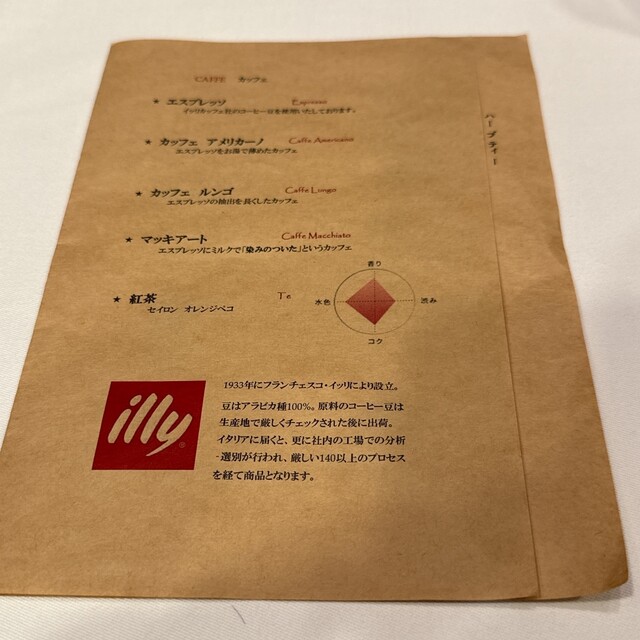 CAFFE カッフェ
★ エスプレッソ Espresso
イッリカッフェ社のコーヒー豆を使用いたしております。
★ カッフェ アメリカーノ Caffe Americano
エスプレッソをお湯で薄めたカッフェ
★ カッフェ ルンゴ Caffe Lungo
エスプレッソの抽出を長くしたカッフェ
★ マッキアート Caffe Macchiato
エスプレッソにミルクで「染みのついた」というカッフェ
★ 紅茶 Te
セイロン オレンジペコ
香り
水色 渋み
コク
illy
1933年にフランチェスコ・イッリにより設立。
豆はアラビカ種100%。原料のコーヒー豆は
生産地で厳しくチェックされた後に出荷。
イタリアに届くと、更に社内の工場での分析
・選別が行われ、厳しい140以上のプロセス
を経て商品となります。
ハーブティー